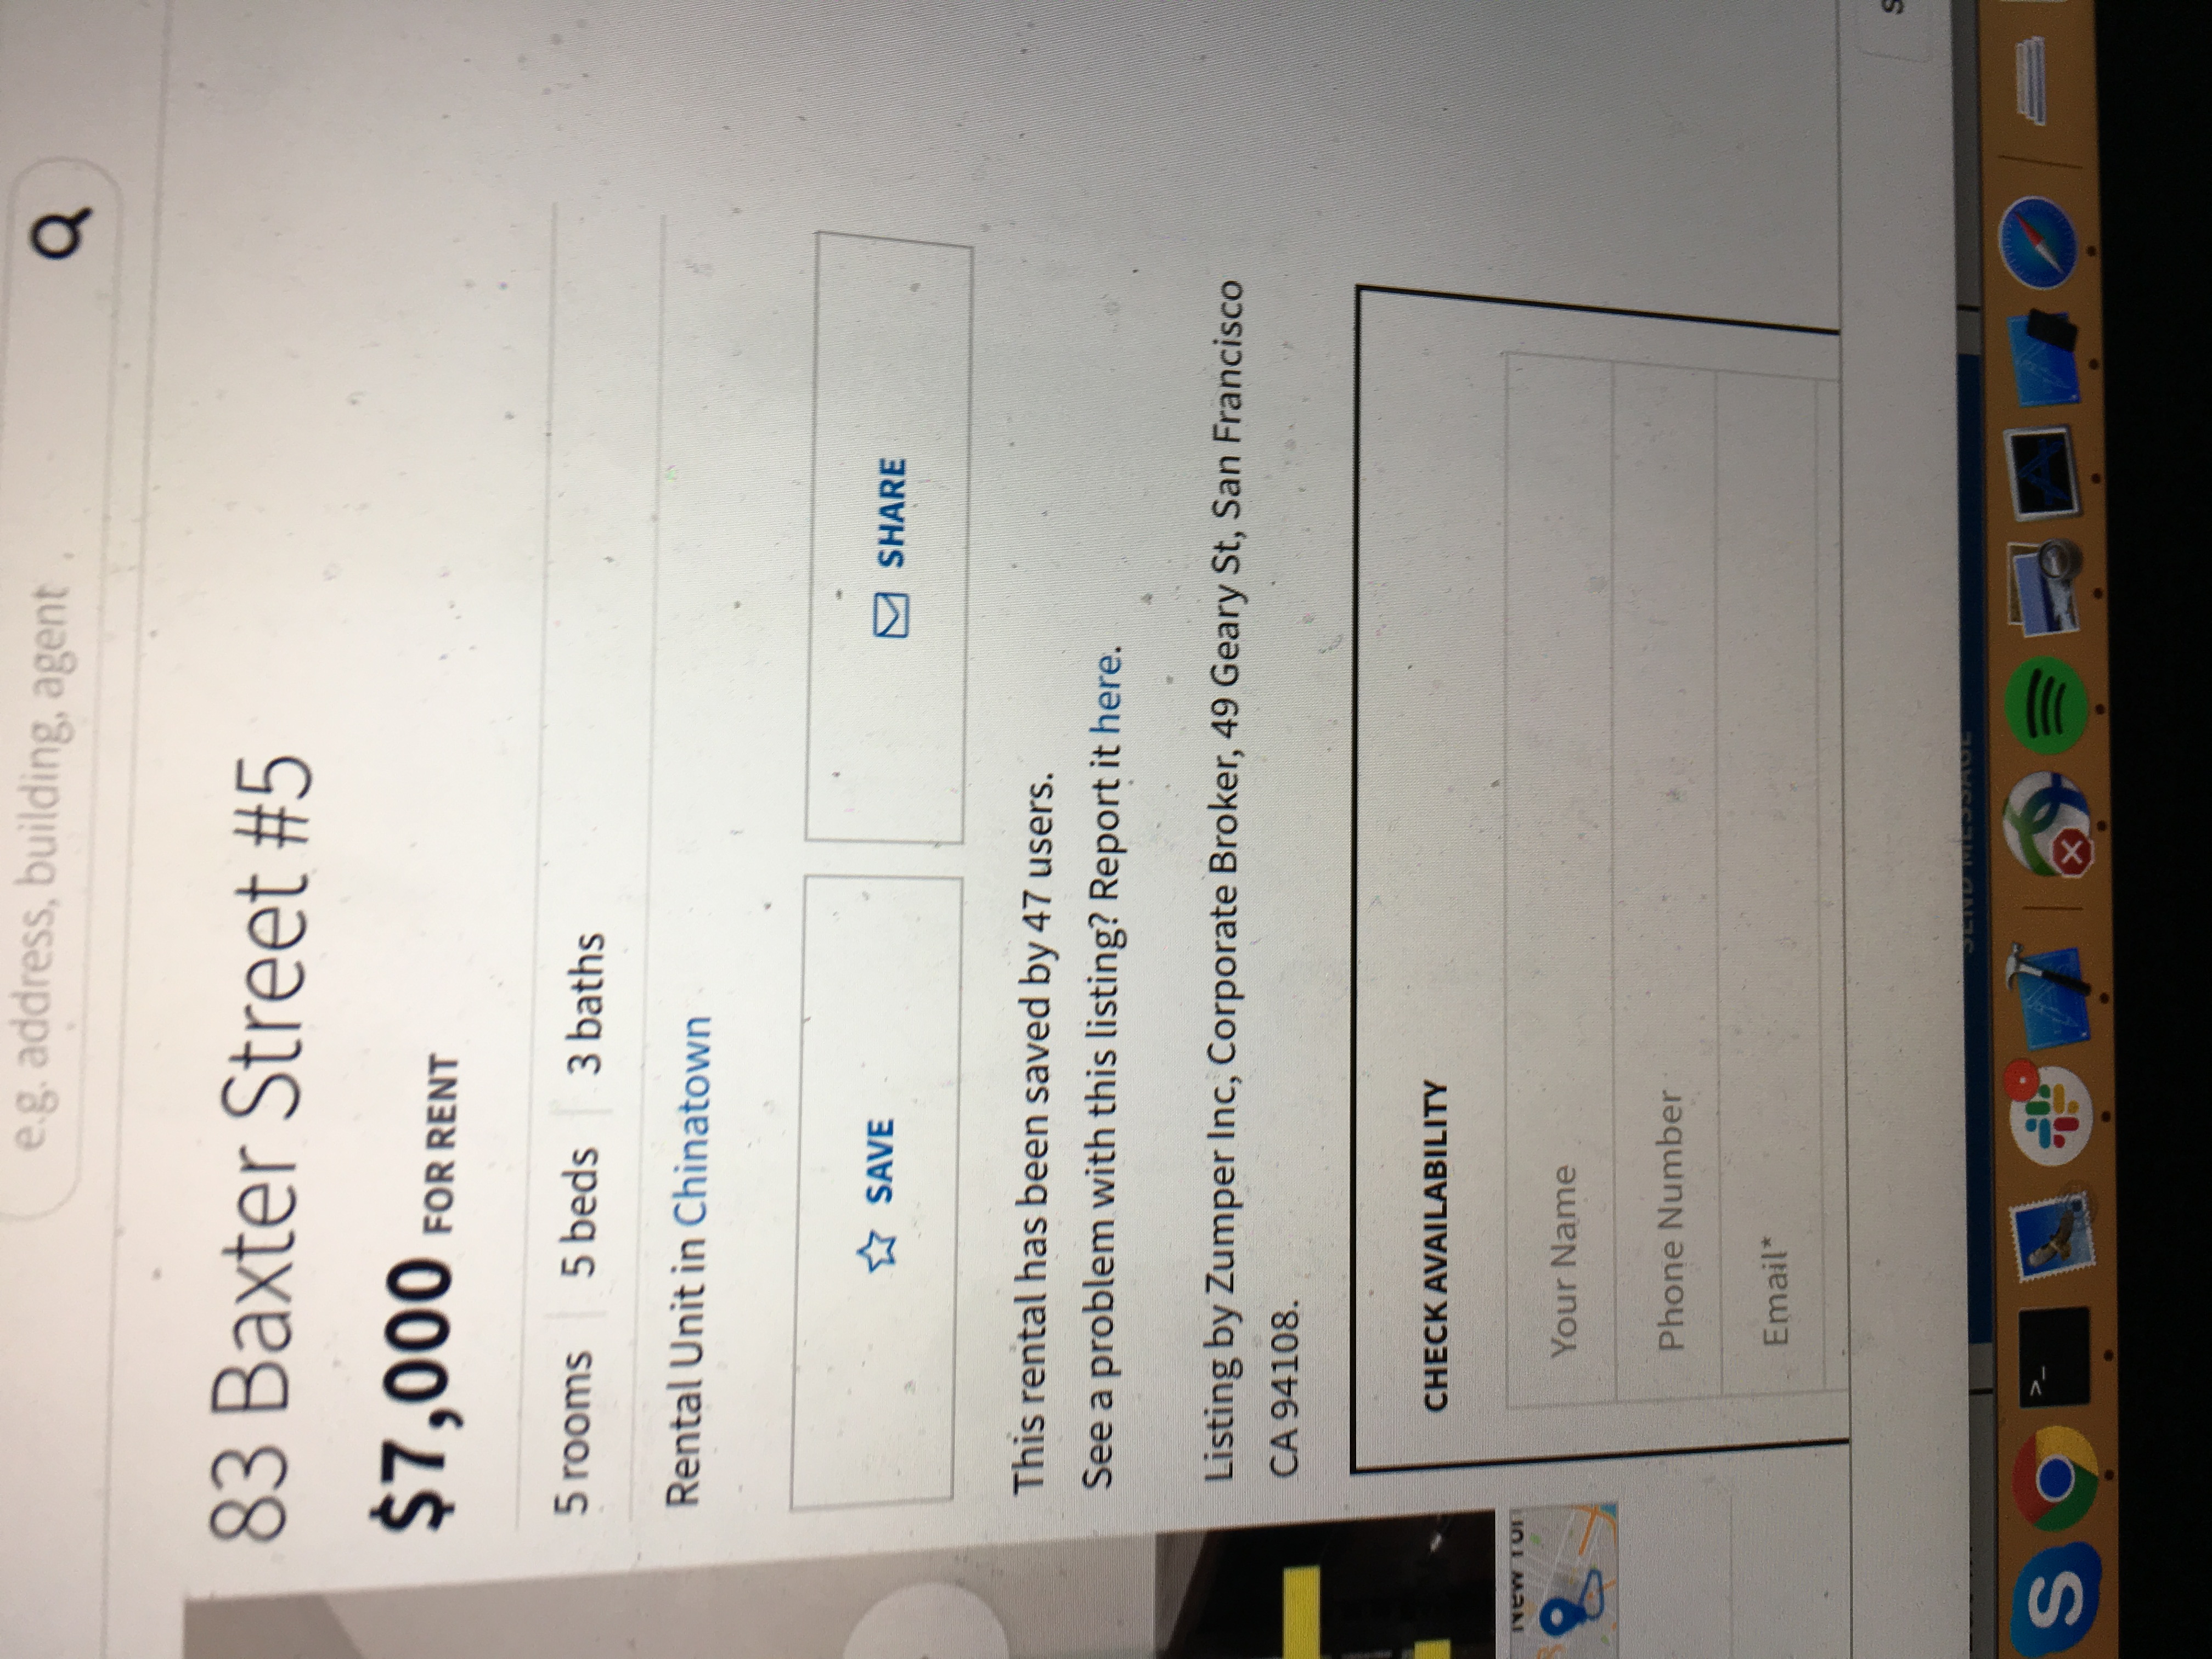 e.g. address, building, agent
83 Baxter Street #5
$7,000 FOR RENT
5 rooms 5 beds 3 baths
Rental Unit in Chinatown
SAVE SHARE
This rental has been saved by 47 users.
See a problem with this listing? Report it here.
Listing by Zumper Inc, Corporate Broker, 49 Geary St, San Francisco
CA 94108.
CHECK AVAILABILITY
New
Your Name
Phone Number
Email*
SEND MESSAGE
S
>_